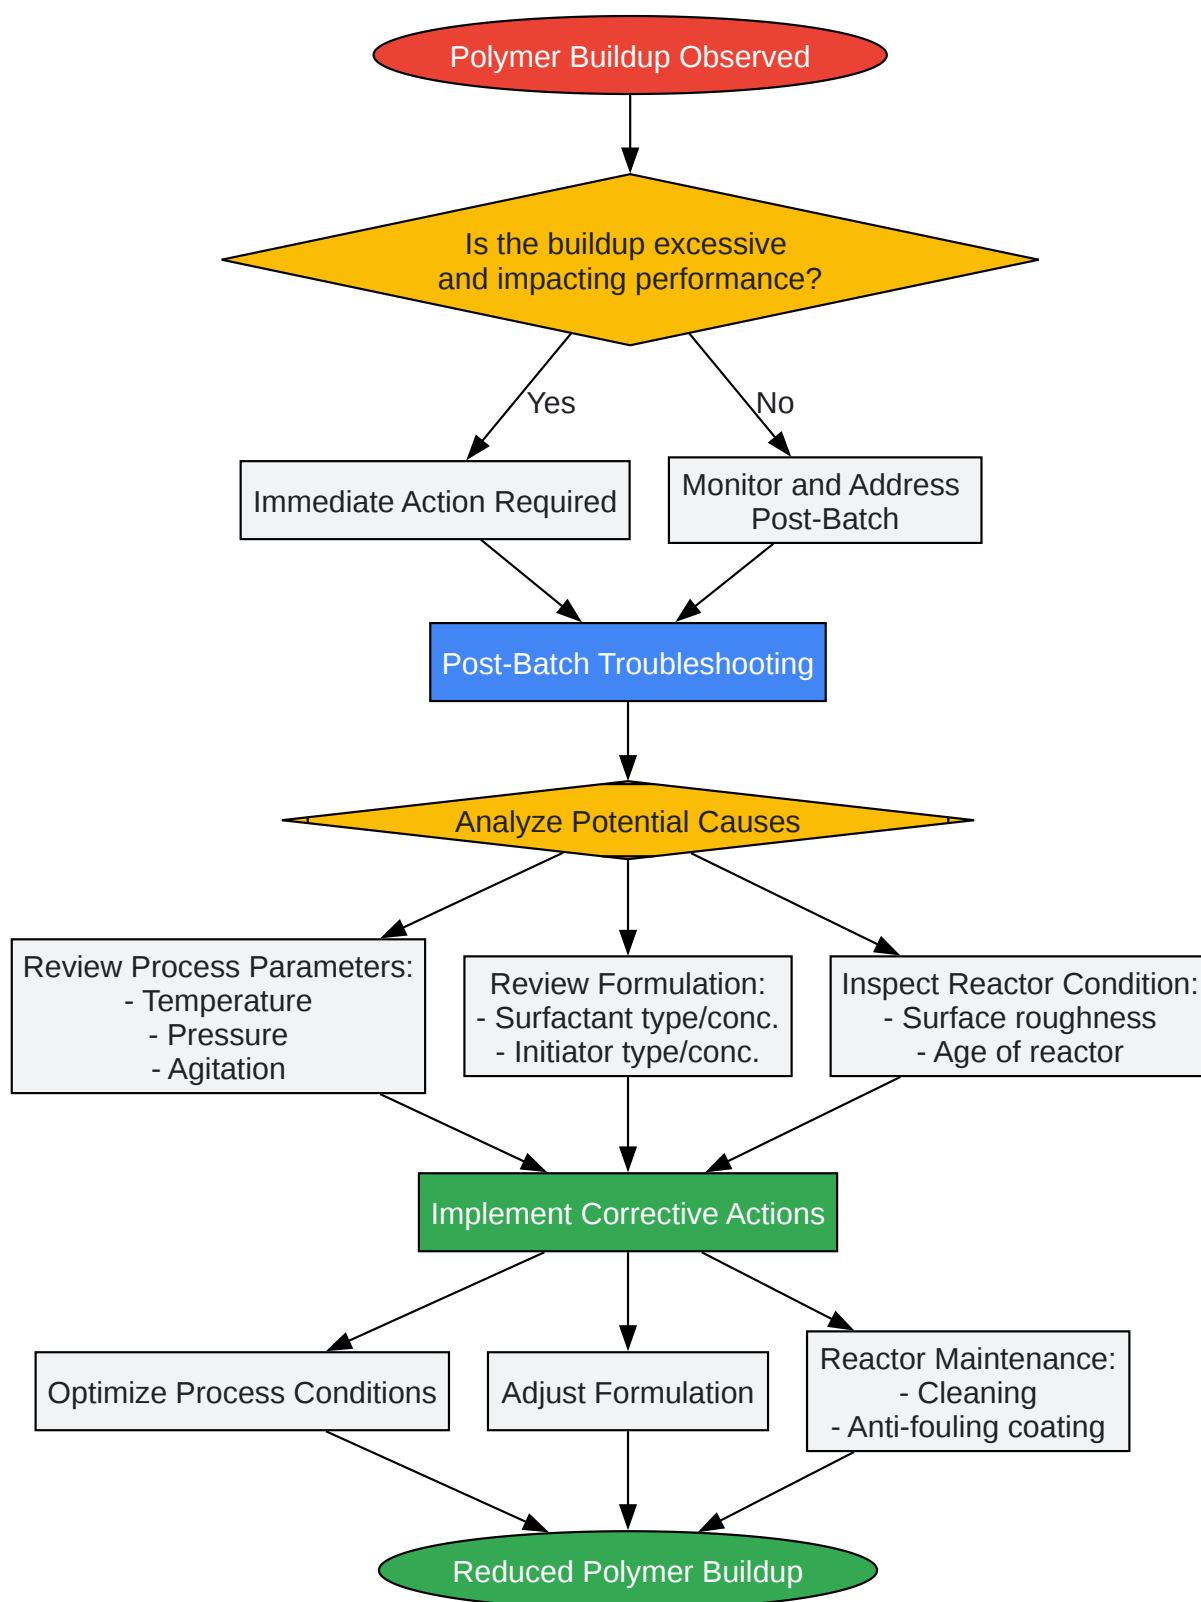 Polymer Buildup Observed
Is the buildup excessive
and impacting performance?
Yes
No
Immediate Action Required
Monitor and Address
Post-Batch
Post-Batch Troubleshooting
Analyze Potential Causes
Review Process Parameters:
- Temperature
- Pressure
- Agitation
Review Formulation:
- Surfactant type/conc.
- Initiator type/conc.
Inspect Reactor Condition:
- Surface roughness
- Age of reactor
Implement Corrective Actions
Optimize Process Conditions
Adjust Formulation
Reactor Maintenance:
- Cleaning
- Anti-fouling coating
Reduced Polymer Buildup